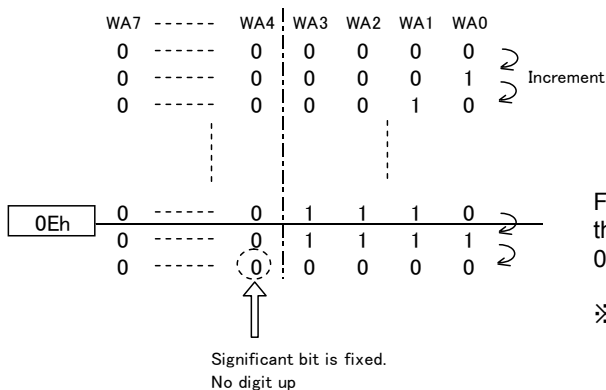 WA7 ------ WA4 WA3 WA2 WA1 WA0
0 ------ 0 0 0 0 0
0 ------ 0 0 0 0 1
0 ------ 0 0 0 1 0
Increment
0Eh
0 ------ 0 1 1 1 0
0 ------ 0 1 1 1 1
0 ------ 0 0 0 0 0
Significant bit is fixed.
No digit up
F
th
0
※